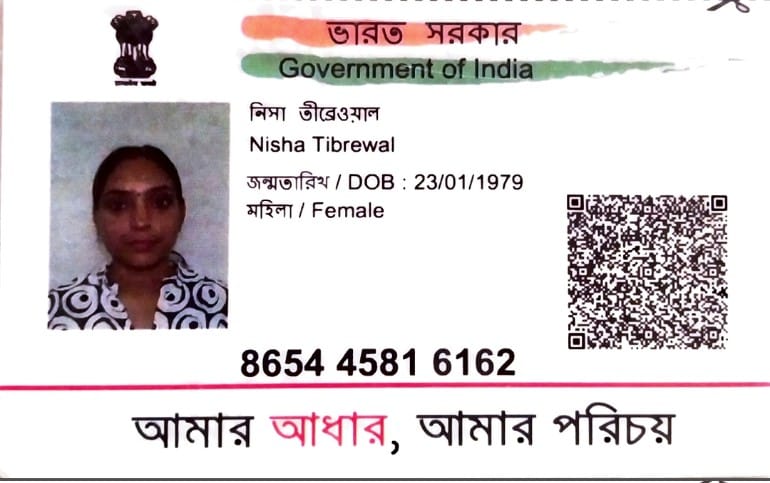 ভারত সরকার
Government of India
নিসা তীব্রেওয়াল
Nisha Tibrewal
জন্মতারিখ / DOB : 23/01/1979
মহিলা / Female
8654 4581 6162
আমার আধার, আমার পরিচয়